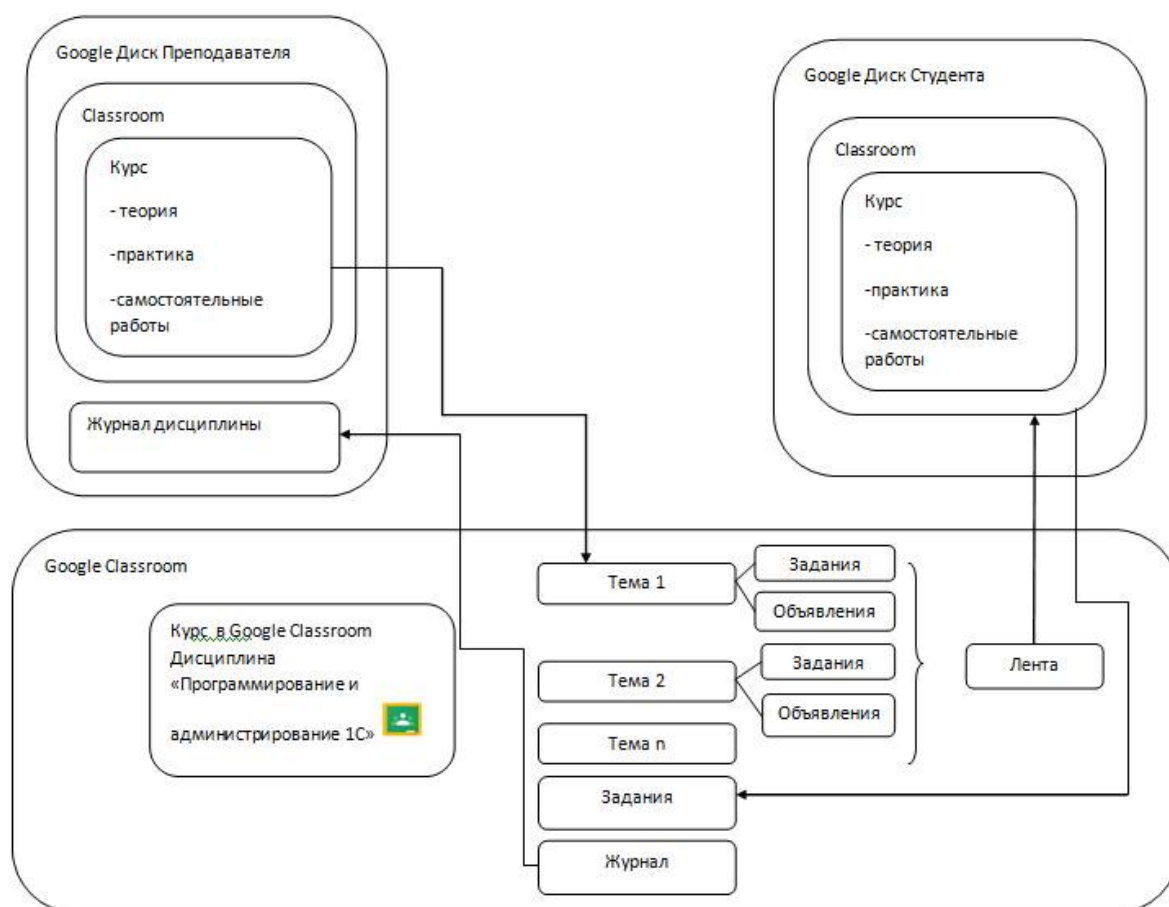 Google Диск Преподавателя
Classroom
Курс
- теория
-практика
-самостоятельные
работы
Журнал дисциплины
Google Диск Студента
Classroom
Курс
- теория
-практика
-самостоятельные
работы
Google Classroom
Курс в Google Classroom
Дисциплина
«Программирование и
администрирование 1С»
Тема 1
Задания
Объявления
Тема 2
Задания
Объявления
Тема n
Задания
Журнал
Лента